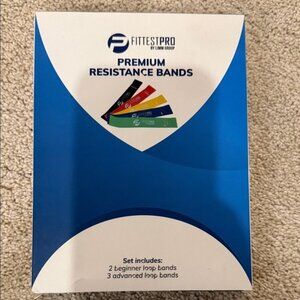 FITTESTPRO
BY LIMM GROUP
PREMIUM
RESISTANCE BANDS
Set includes:
2 beginner loop bands
3 advanced loop bands